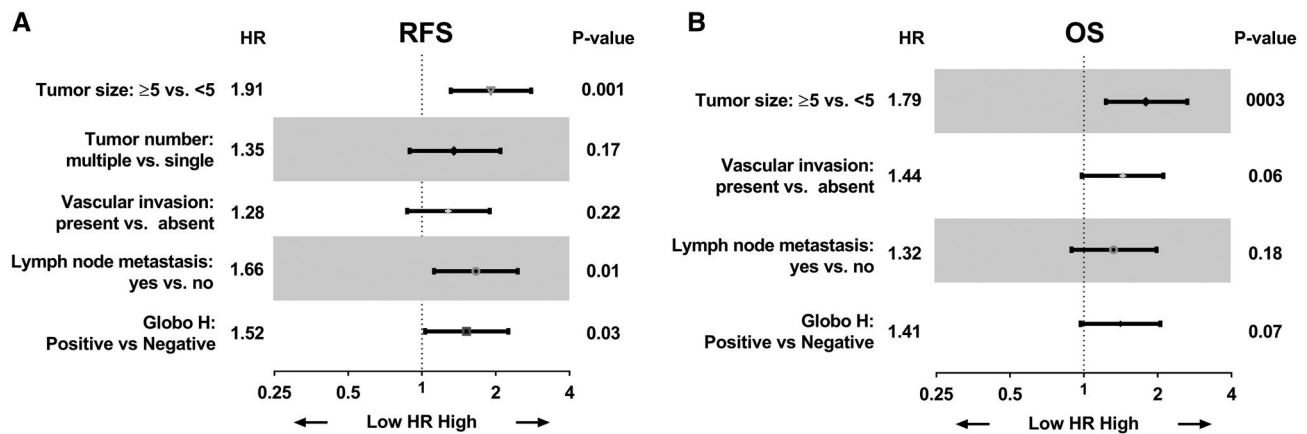 A
HR
RFS
P-value
Tumor size: ≥5 vs. <5 1.91 0.001
Tumor number:
multiple vs. single
1.35 0.17
Vascular invasion:
present vs. absent
1.28 0.22
Lymph node metastasis:
yes vs. no
1.66 0.01
Globo H:
Positive vs Negative
1.52 0.03
0.25 0.5 1 2 4
Low HR High
B
HR
OS
P-value
Tumor size: ≥5 vs. <5 1.79 0003
Vascular invasion:
present vs. absent
1.44 0.06
Lymph node metastasis:
yes vs. no
1.32 0.18
Globo H:
Positive vs Negative
1.41 0.07
0.25 0.5 1 2 4
Low HR High